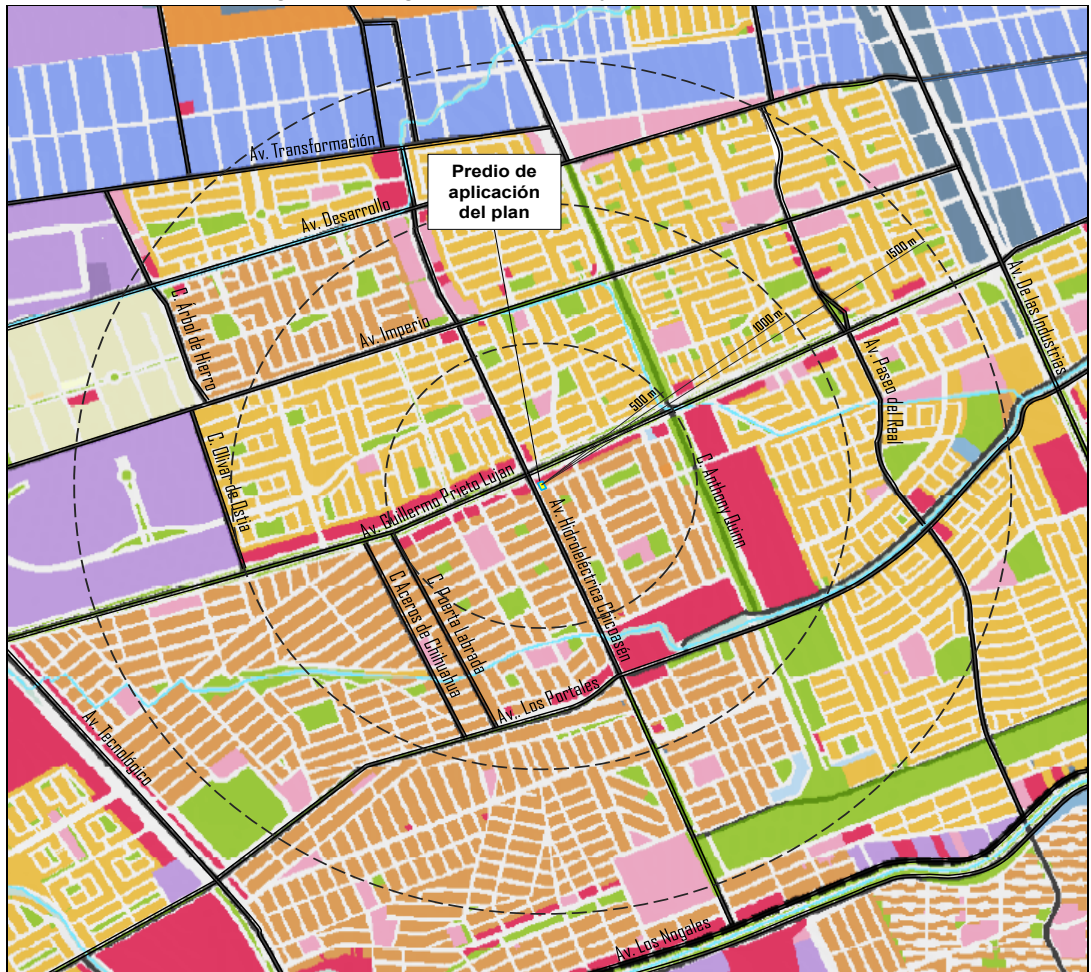 Av. Transformación
Predio de
aplicación
del plan
Av. Desarrollo
1500 m
C. Árbol de Hierro
Av. De las Industrias
Av. Imperio
1000 m
Av. Paseo del Real
500 m
C. Olivar de Ostia
Av. Guillermo Prieto Lujan
C. Anthony Quinn
Av. Hidroleléctrica Chicoasén
C Aceros de Chihuahua
C. Puerta Labrada
Av.. Los Portales
Av. Tecnológico
Av. Los Nogales